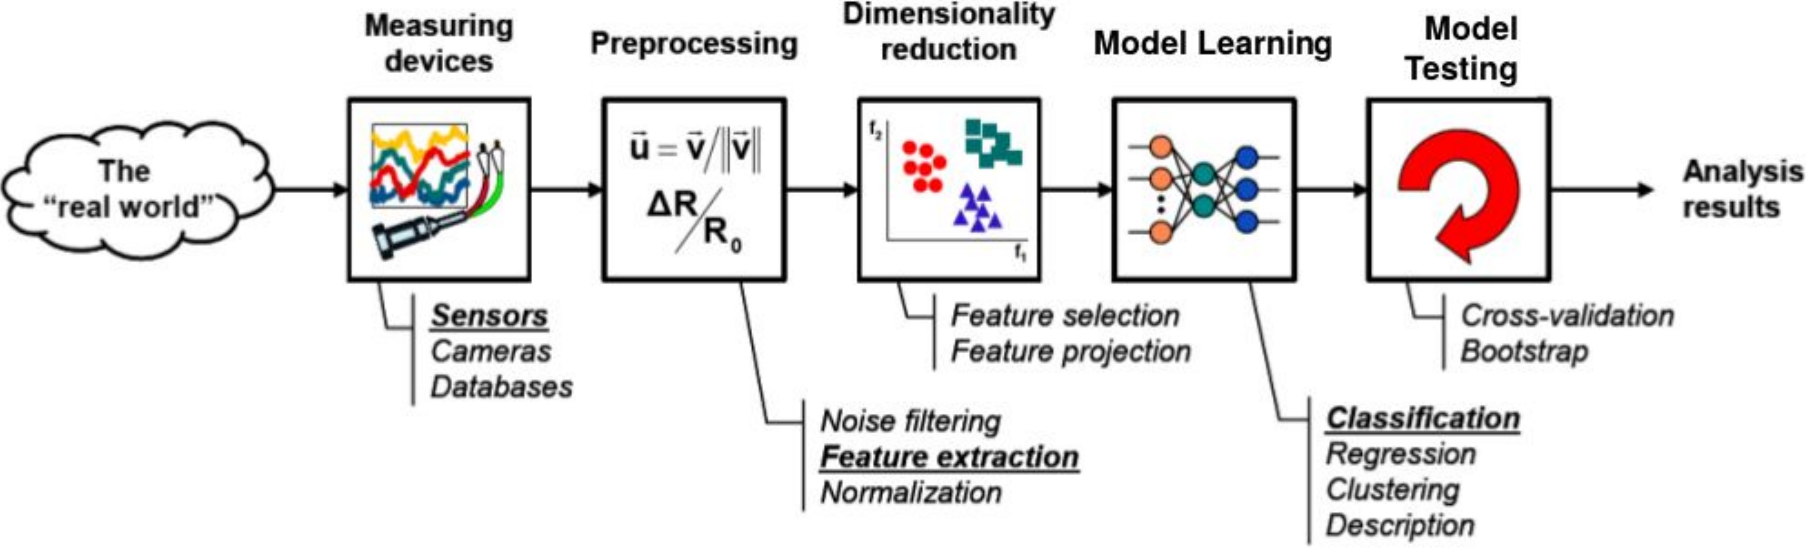 Measuring
devices
Preprocessing
Dimensionality
reduction
Model Learning
Model
Testing
The
“real world”
u⃗ = v⃗/||v⃗||
ΔR/R₀
f₂
f₁
Analysis
results
Sensors
Cameras
Databases
Noise filtering
Feature extraction
Normalization
Feature selection
Feature projection
Classification
Regression
Clustering
Description
Cross-validation
Bootstrap